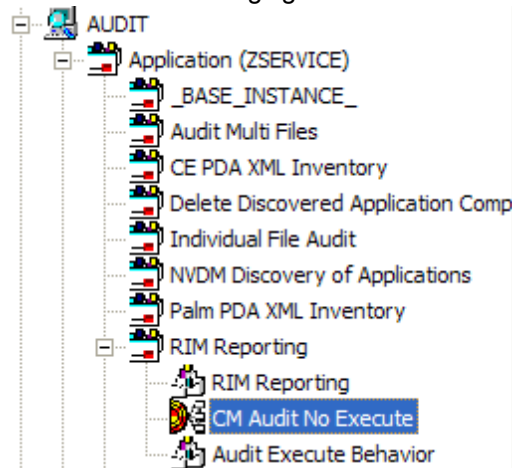 AUDIT
Application (ZSERVICE)
_BASE_INSTANCE_
Audit Multi Files
CE PDA XML Inventory
Delete Discovered Application Comp
Individual File Audit
NVDM Discovery of Applications
Palm PDA XML Inventory
RIM Reporting
RIM Reporting
CM Audit No Execute
Audit Execute Behavior